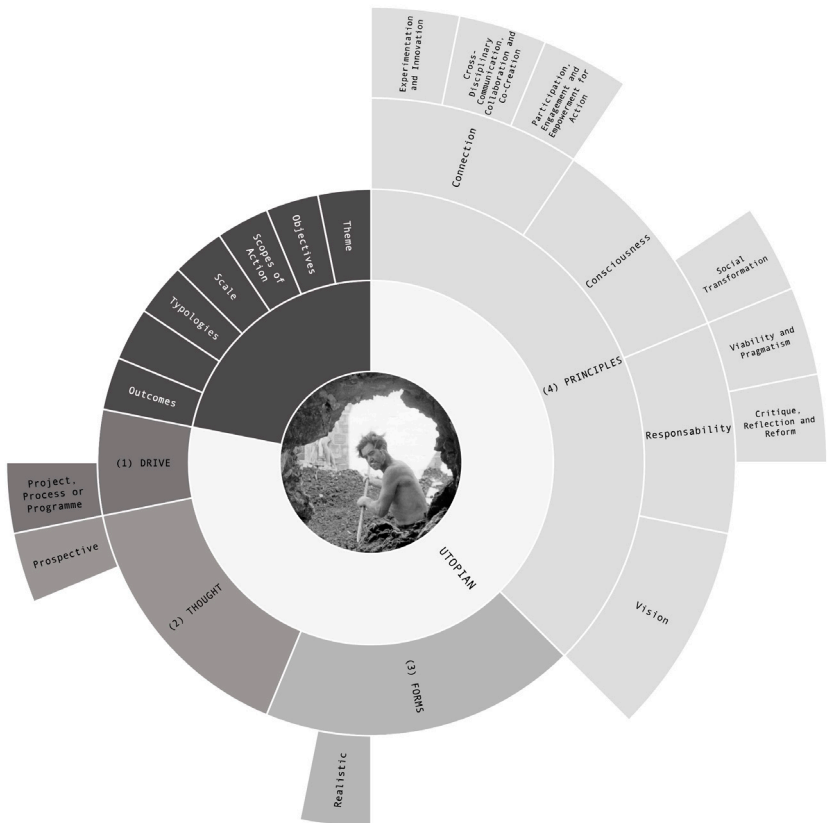 Experimentation
and Innovation
Cross-
Disciplinary
Communication,
Collaboration and
Co-Creation
Participation,
Engagement and
Empowerment for
Action
Connection
Consciousness
Social
Transformation
Viability and
Pragmatism
Critique,
Reflection and
Reform
(4) PRINCIPLES
Responsability
Vision
UTOPIAN
(3) FORMS
Realistic
(2) THOUGHT
Prospective
(1) DRIVE
Project,
Process or
Programme
Outcomes
Typologies
Scale
Scopes of
Action
Objectives
Theme